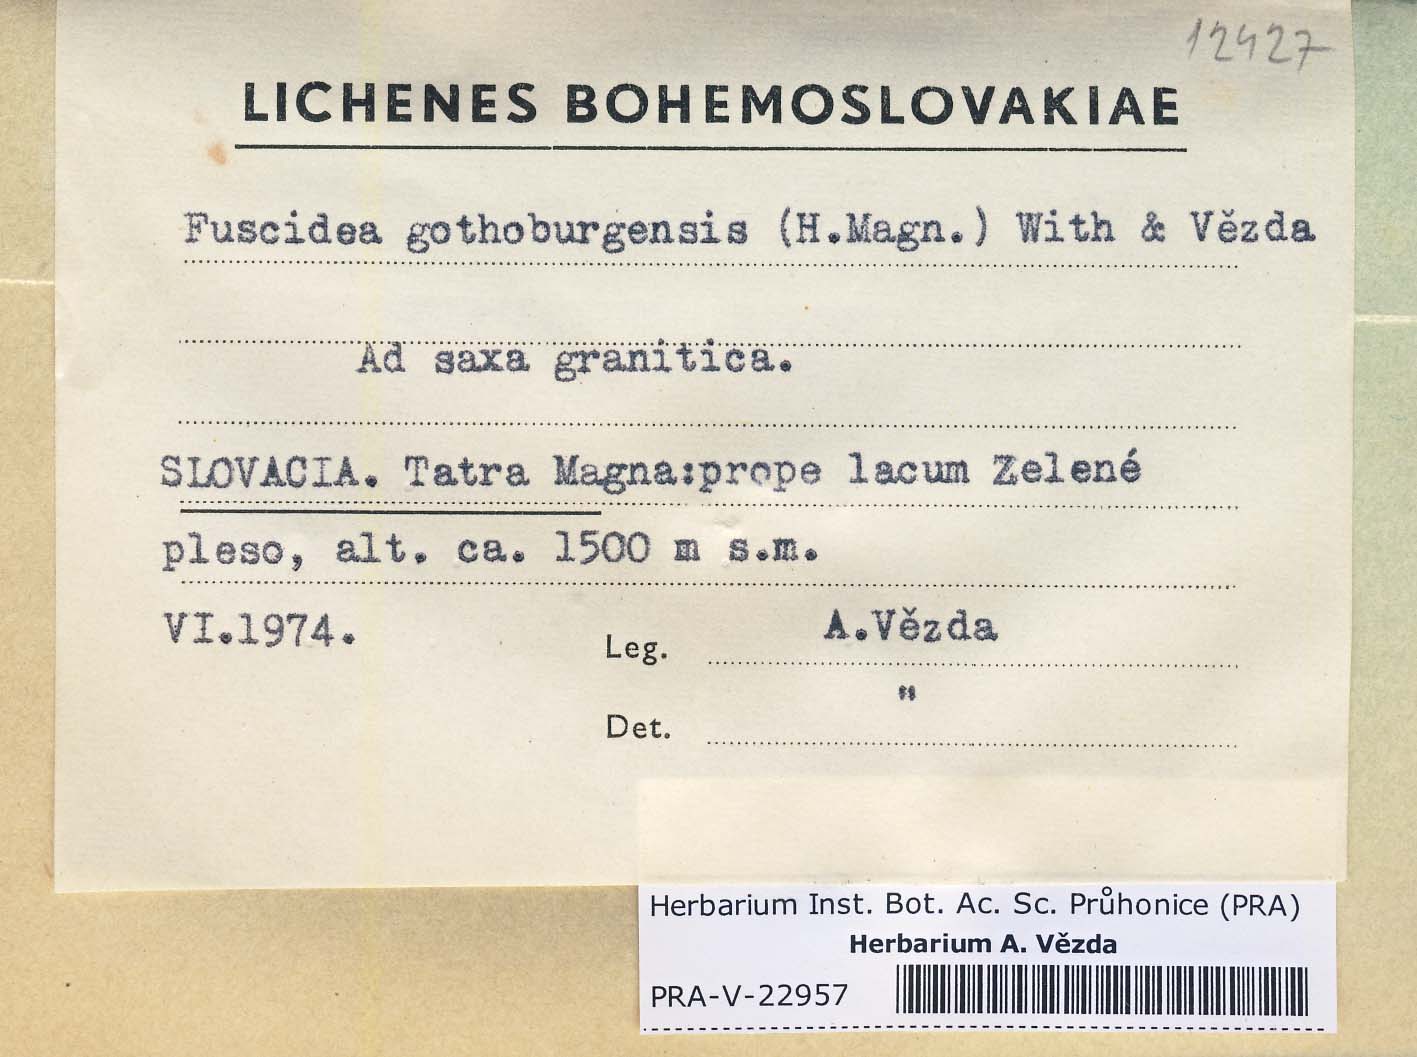 12427
LICHENES BOHEMOSLOVAKIAE
Fuscidea gothoburgensis (H.Magn.) With & Vězda
Ad saxa granitica.
SLOVACIA. Tatra Magna:prope lacum Zelené
pleso, alt. ca. 1500 m s.m.
VI.1974. Leg. A.Vězda
Det. "
Herbarium Inst. Bot. Ac. Sc. Průhonice (PRA)
Herbarium A. Vězda
PRA-V-22957